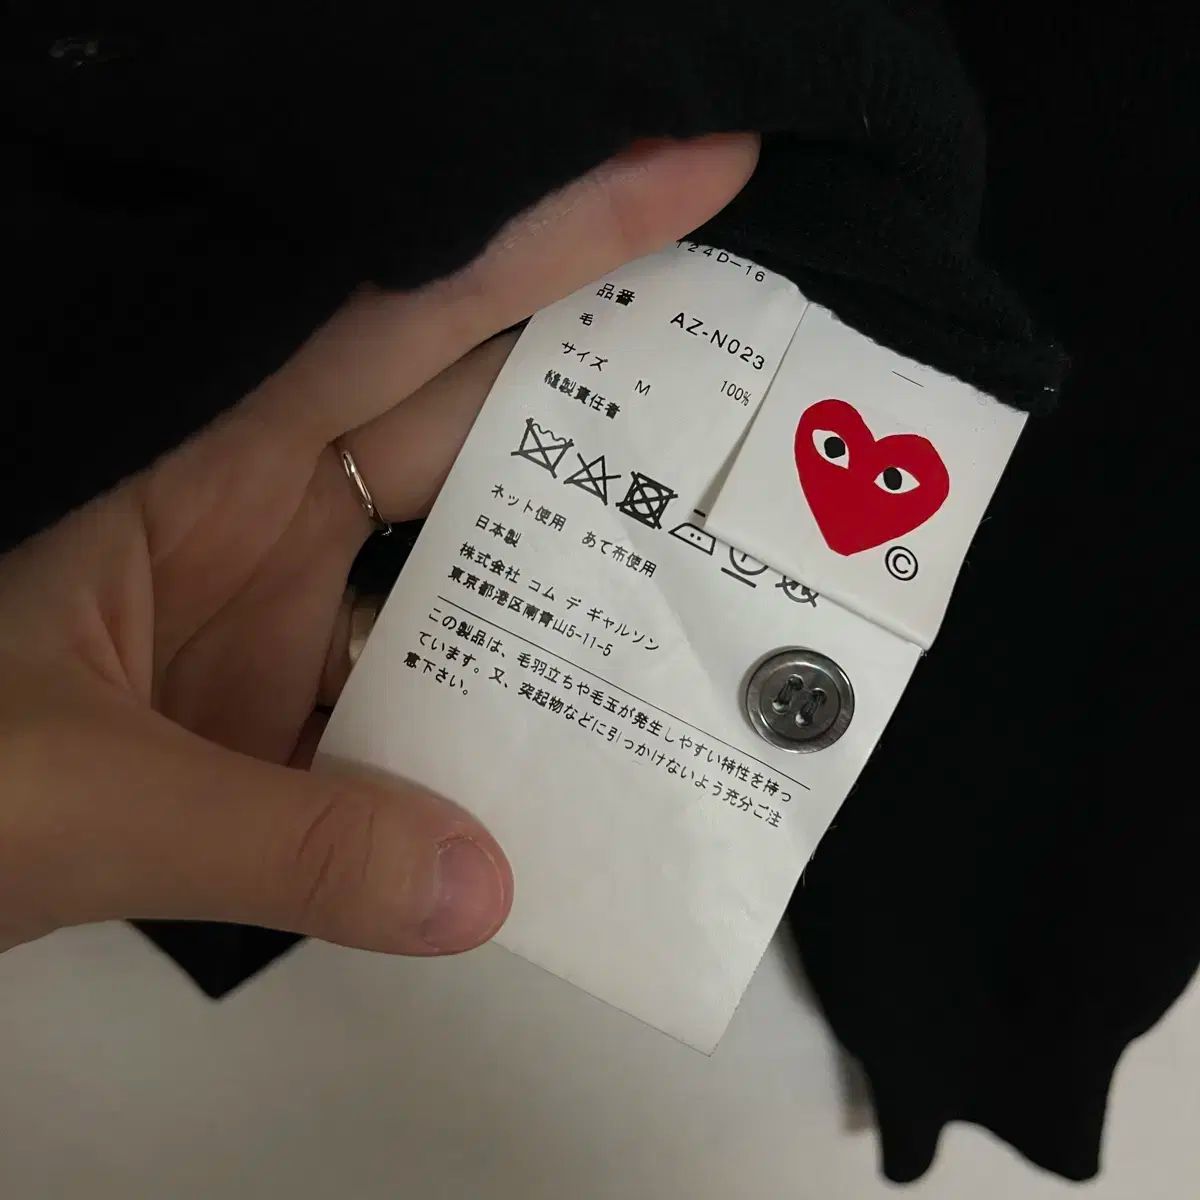 124D-16
品番 AZ-N023
毛 100%
サイズ M
縫製責任者
ネット使用 あて布使用
日本製
株式会社 コム デ ギャルソン
東京都港区南青山5-11-5
この製品は、毛羽立ちや毛玉が発生しやすい特性を持っ
ています。又、突起物などに引っかけないよう充分ご注
意下さい。
©